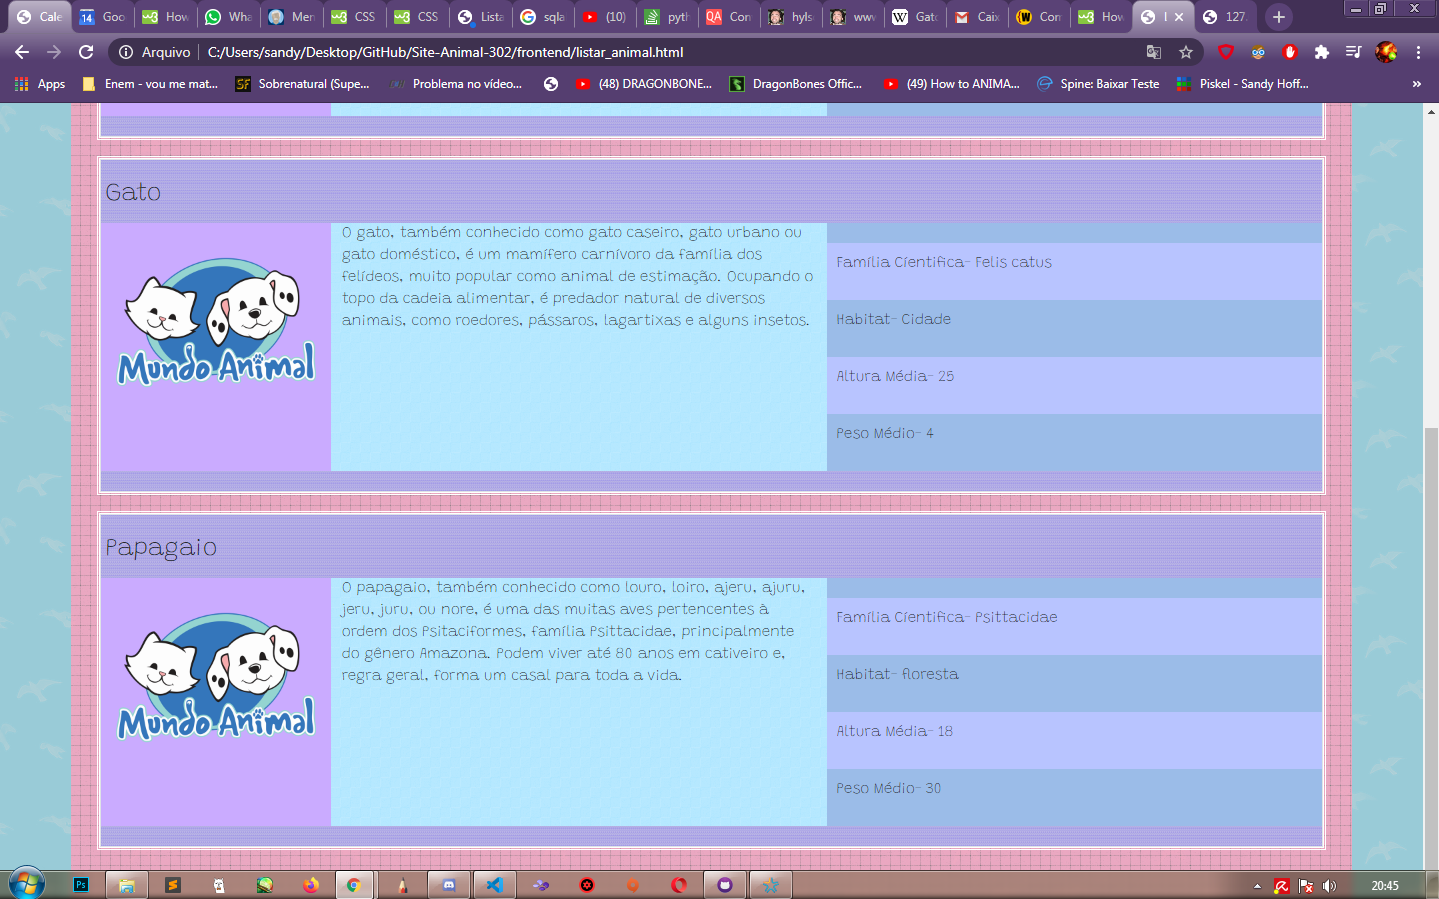 Cale
Goo
How
Wha
Mer
CSS
CSS
Lista
sqla
(10)
pyth
Con
hyls
www
Gato
Caix
Com
How
127.
Arquivo
C:/Users/sandy/Desktop/GitHub/Site-Animal-302/frontend/listar_animal.html
Apps
Enem - vou me mat...
Sobrenatural (Supe...
Problema no vídeo...
(48) DRAGONBONE...
DragonBones Offic...
(49) How to ANIMA...
Spine: Baixar Teste
Piskel - Sandy Hoff...
»
Gato
Mundo Animal
O gato, também conhecido como gato caseiro, gato urbano ou
gato doméstico, é um mamífero carnívoro da família dos
felídeos, muito popular como animal de estimação. Ocupando o
topo da cadeia alimentar, é predador natural de diversos
animais, como roedores, pássaros, lagartixas e alguns insetos.
Família Científica- Felis catus
Habitat- Cidade
Altura Média- 25
Peso Médio- 4
Papagaio
Mundo Animal
O papagaio, também conhecido como louro, loiro, ajeru, ajuru,
jeru, juru, ou nore, é uma das muitas aves pertencentes à
ordem dos Psitaciformes, família Psittacidae, principalmente
do gênero Amazona. Podem viver até 80 anos em cativeiro e,
regra geral, forma um casal para toda a vida.
Família Científica- Psittacidae
Habitat- floresta
Altura Média- 18
Peso Médio- 30
Ps
20:45